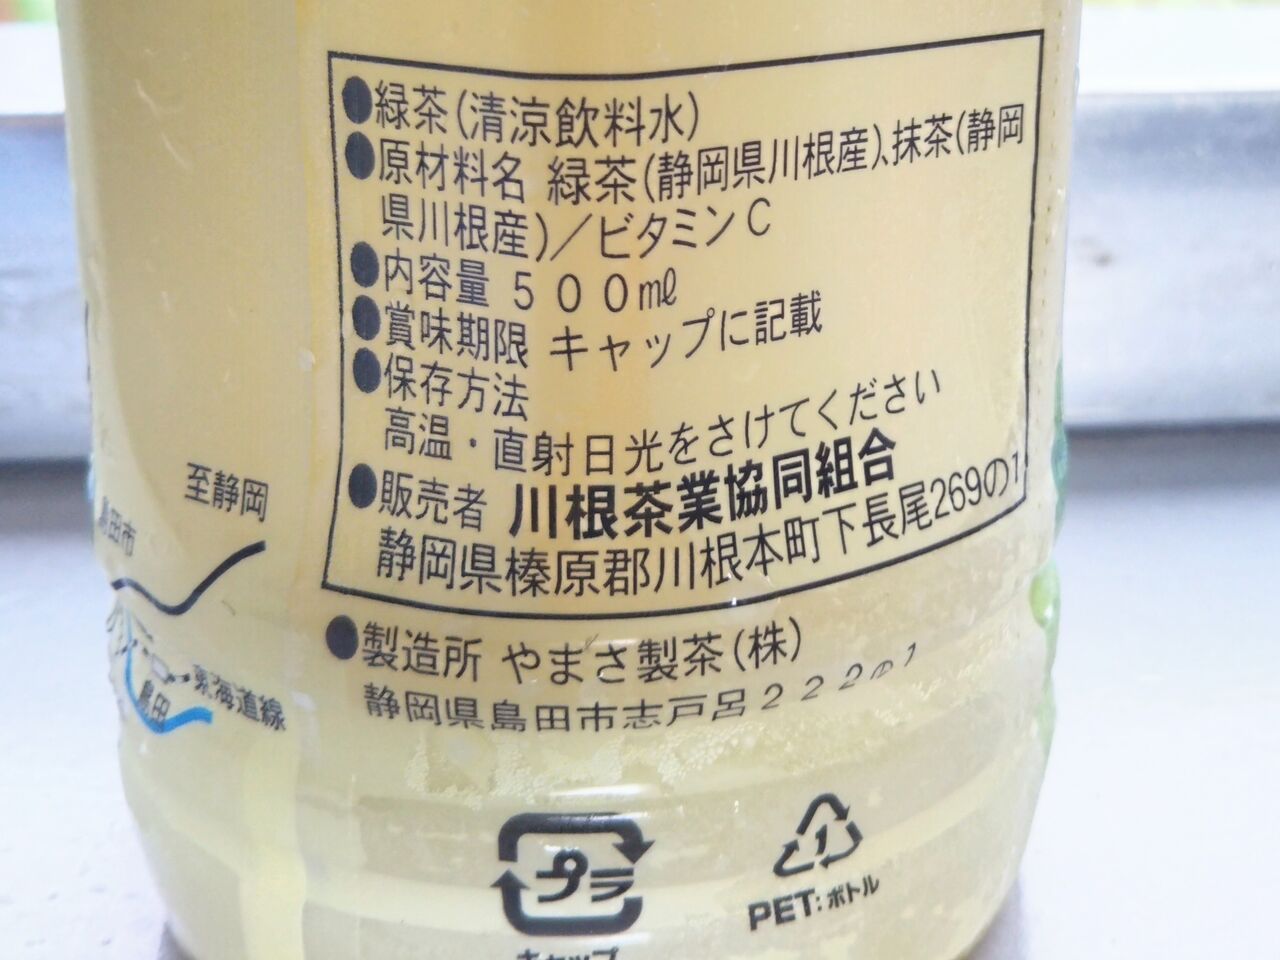 ●緑茶(清涼飲料水)
●原材料名 緑茶(静岡県川根産)､抹茶(静岡
県川根産)／ビタミンC
●内容量 500㎖
●賞味期限 キャップに記載
●保存方法
高温・直射日光をさけてください
●販売者 川根茶業協同組合
静岡県榛原郡川根本町下長尾269の1
●製造所 やまさ製茶(株)
静岡県島田市志戸呂222の1
至静岡
島田市
東海道線
島田
プラ
キャップ
1
PET:ボトル